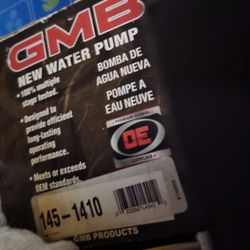 GMB
NEW WATER PUMP
• 100% multiple
stage tested.
• Designed to
provide efficient
long-lasting
operating
performance.
• Meets or exceeds
OEM standards.
BOMBA DE
AGUA NUEVA
POMPE À
EAU NEUVE
OE
145-1410
GMB PRODUCTS